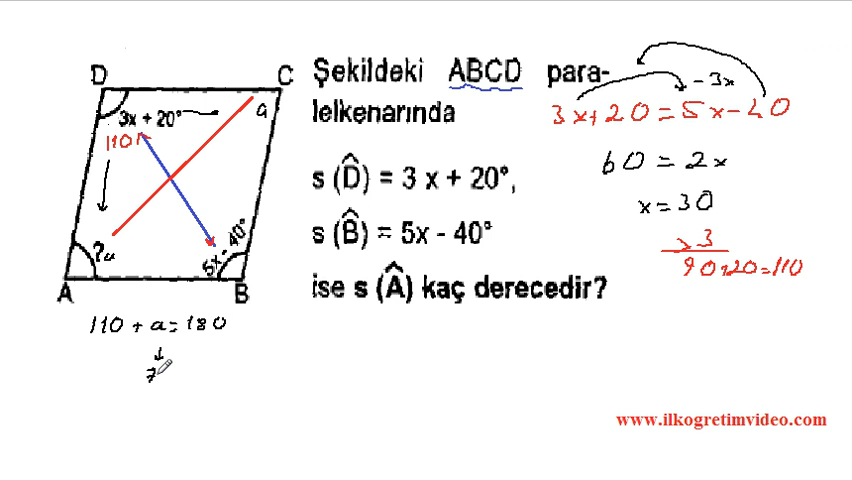 D
C
3x + 20°
a
110
? a
5x - 40°
A
B
110 + a = 180
Şekildeki ABCD para-
lelkenarında
s (D̂) = 3 x + 20°,
s (B̂) = 5x - 40°
ise s (Â) kaç derecedir?
- 3x
3x + 20 = 5x - 40
60 = 2x
x = 30
x 3
90+20=110
www.ilkogretimvideo.com